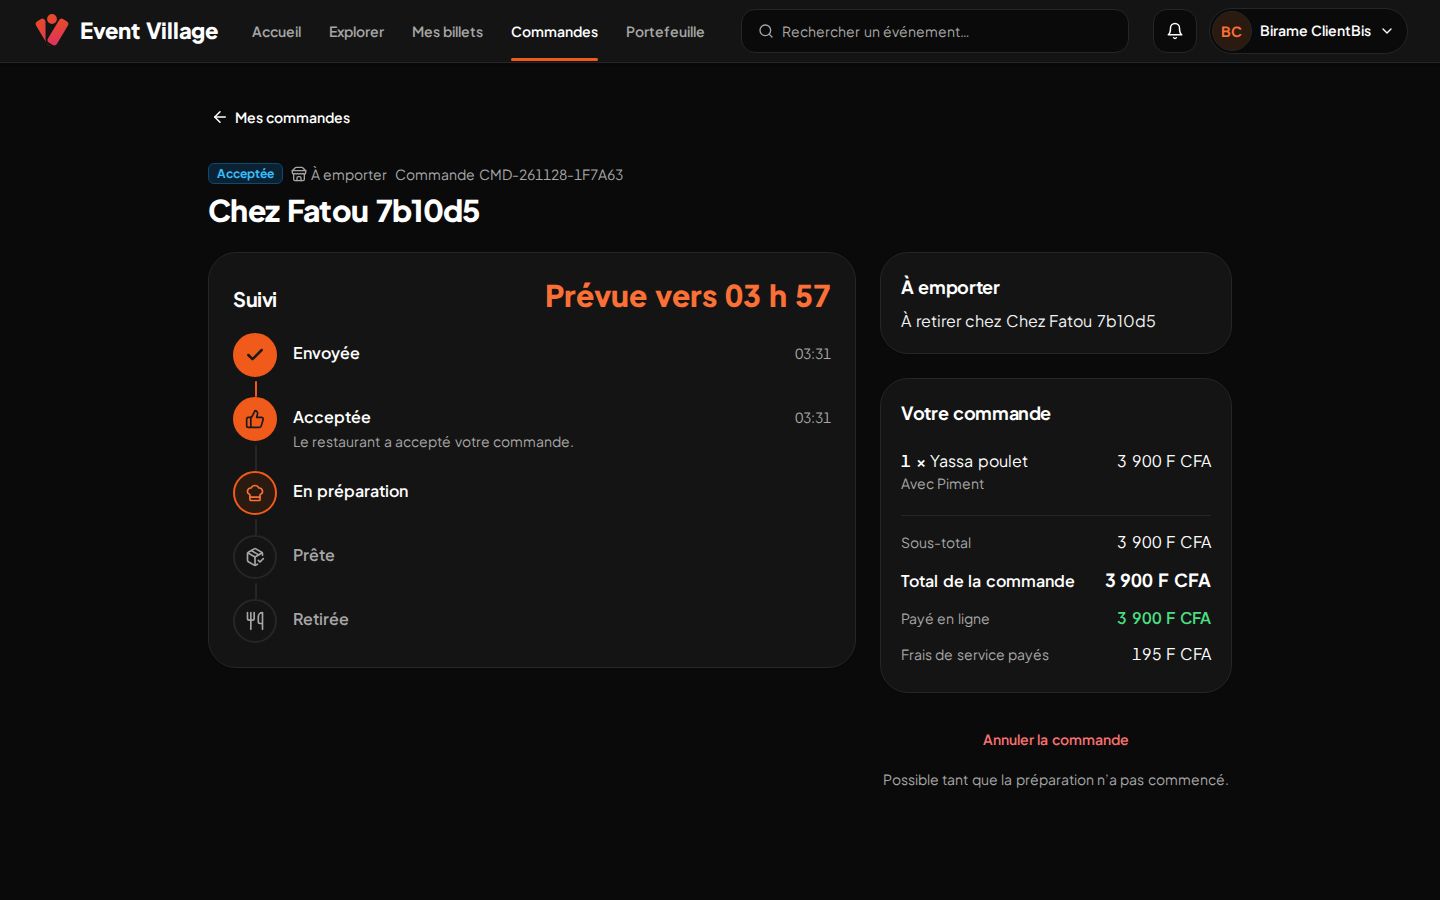 Event Village
Accueil
Explorer
Mes billets
Commandes
Portefeuille
Rechercher un événement…
BC
Birame ClientBis
Mes commandes
Acceptée
À emporter
Commande CMD-261128-1F7A63
Chez Fatou 7b10d5
Suivi
Prévue vers 03 h 57
Envoyée
03:31
Acceptée
03:31
Le restaurant a accepté votre commande.
En préparation
Prête
Retirée
À emporter
À retirer chez Chez Fatou 7b10d5
Votre commande
1 × Yassa poulet
3 900 F CFA
Avec Piment
Sous-total
3 900 F CFA
Total de la commande
3 900 F CFA
Payé en ligne
3 900 F CFA
Frais de service payés
195 F CFA
Annuler la commande
Possible tant que la préparation n'a pas commencé.